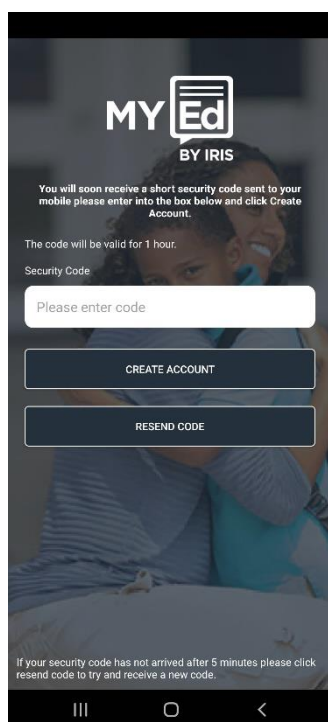 MY Ed
BY IRIS
You will soon receive a short security code sent to your
mobile please enter into the box below and click Create
Account.
The code will be valid for 1 hour.
Security Code
Please enter code
CREATE ACCOUNT
RESEND CODE
If your security code has not arrived after 5 minutes please click
resend code to try and receive a new code.